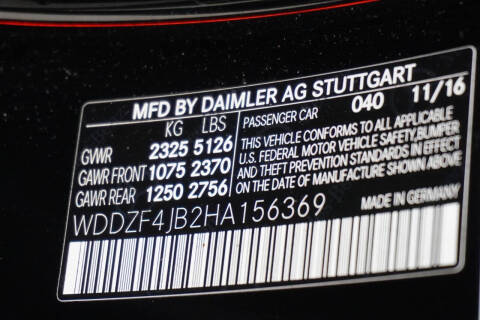 MFD BY DAIMLER AG STUTTGART
KG LBS
GVWR 2325 5126
GAWR FRONT 1075 2370
GAWR REAR 1250 2756
PASSENGER CAR 040 11/16
THIS VEHICLE CONFORMS TO ALL APPLICABLE
U.S. FEDERAL MOTOR VEHICLE SAFETY, BUMPER
AND THEFT PREVENTION STANDARDS IN EFFECT
ON THE DATE OF MANUFACTURE SHOWN ABOVE.
WDDZF4JB2HA156369 MADE IN GERMANY